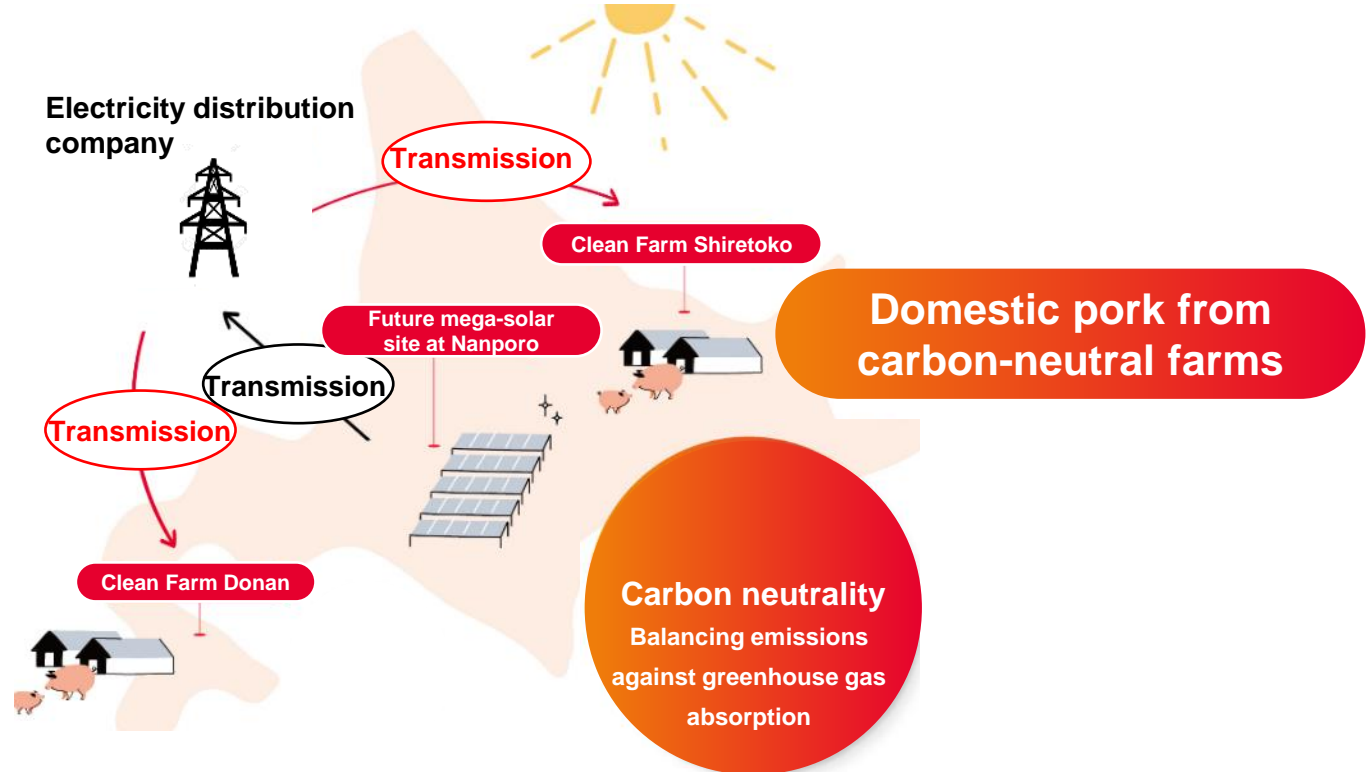 Electricity distribution
company
Transmission
Clean Farm Shiretoko
Future mega-solar
site at Nanporo
Transmission
Transmission
Clean Farm Donan
Domestic pork from
carbon-neutral farms
Carbon neutrality
Balancing emissions
against greenhouse gas
absorption